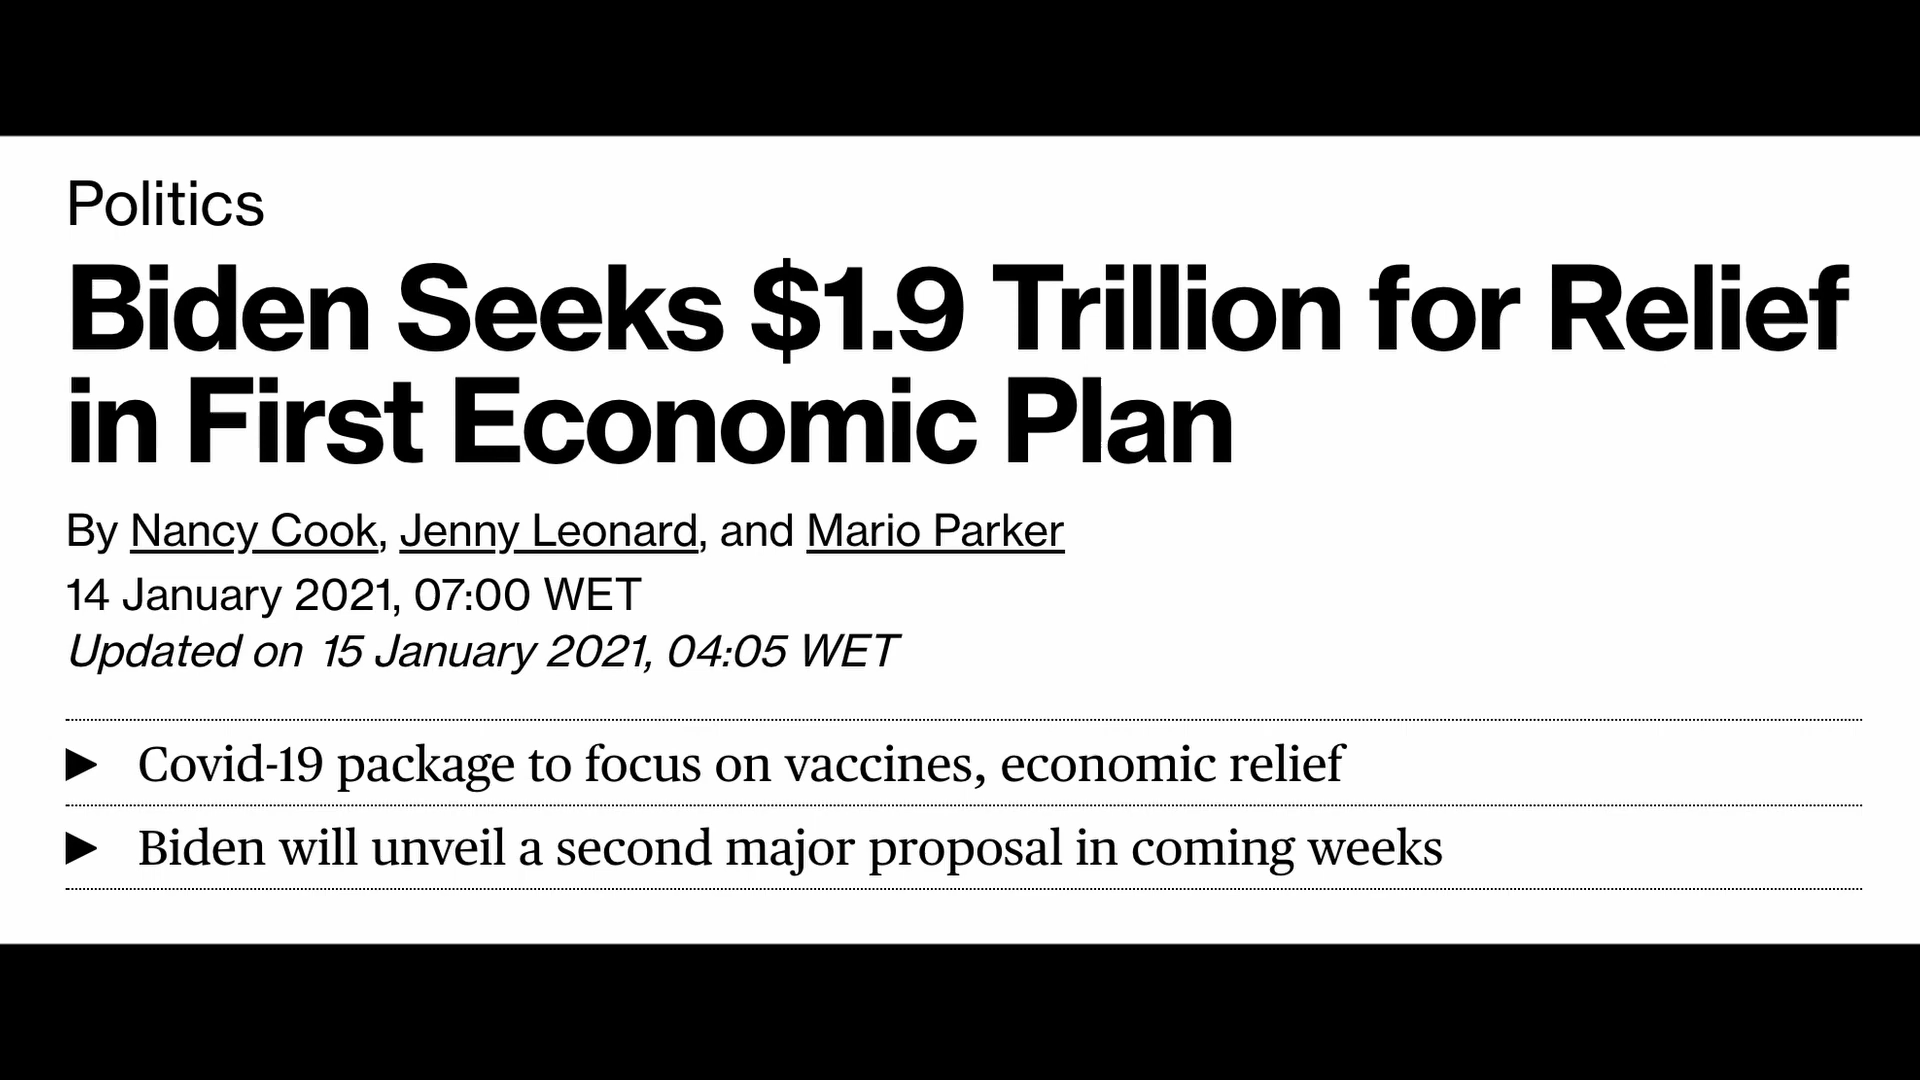 Politics
Biden Seeks $1.9 Trillion for Relief
in First Economic Plan
By Nancy Cook, Jenny Leonard, and Mario Parker
14 January 2021, 07:00 WET
Updated on 15 January 2021, 04:05 WET
Covid-19 package to focus on vaccines, economic relief
Biden will unveil a second major proposal in coming weeks